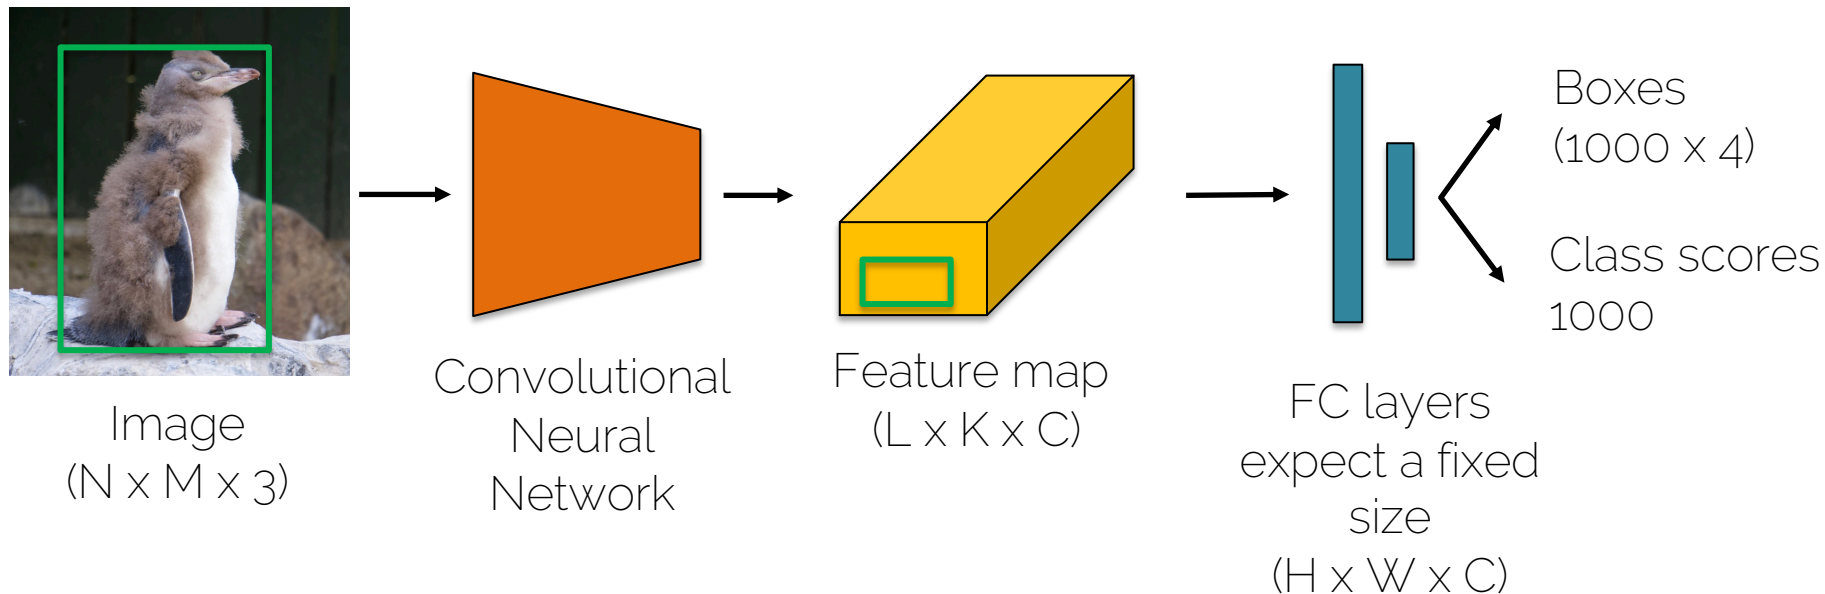 Image
(N x M x 3)
Convolutional
Neural
Network
Feature map
(L x K x C)
FC layers
expect a fixed
size
(H x W x C)
Boxes
(1000 x 4)
Class scores
1000